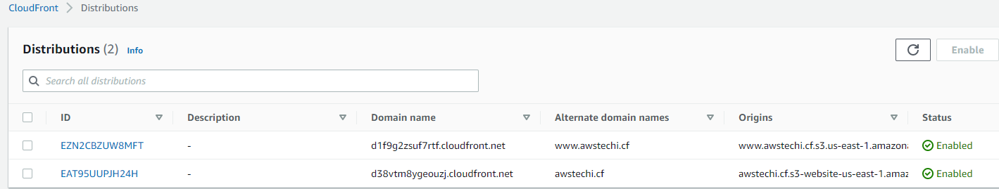 CloudFront > Distributions
Distributions (2) Info
Enable
Search all distributions
ID Description Domain name Alternate domain names Origins Status
EZN2CBZUW8MFT - d1f9g2zsuf7rtf.cloudfront.net www.awstechi.cf www.awstechi.cf.s3.us-east-1.amazon Enabled
EAT95UUPJH24H - d38vtm8ygeouzj.cloudfront.net awstechi.cf awstechi.cf.s3-website-us-east-1.amaz Enabled